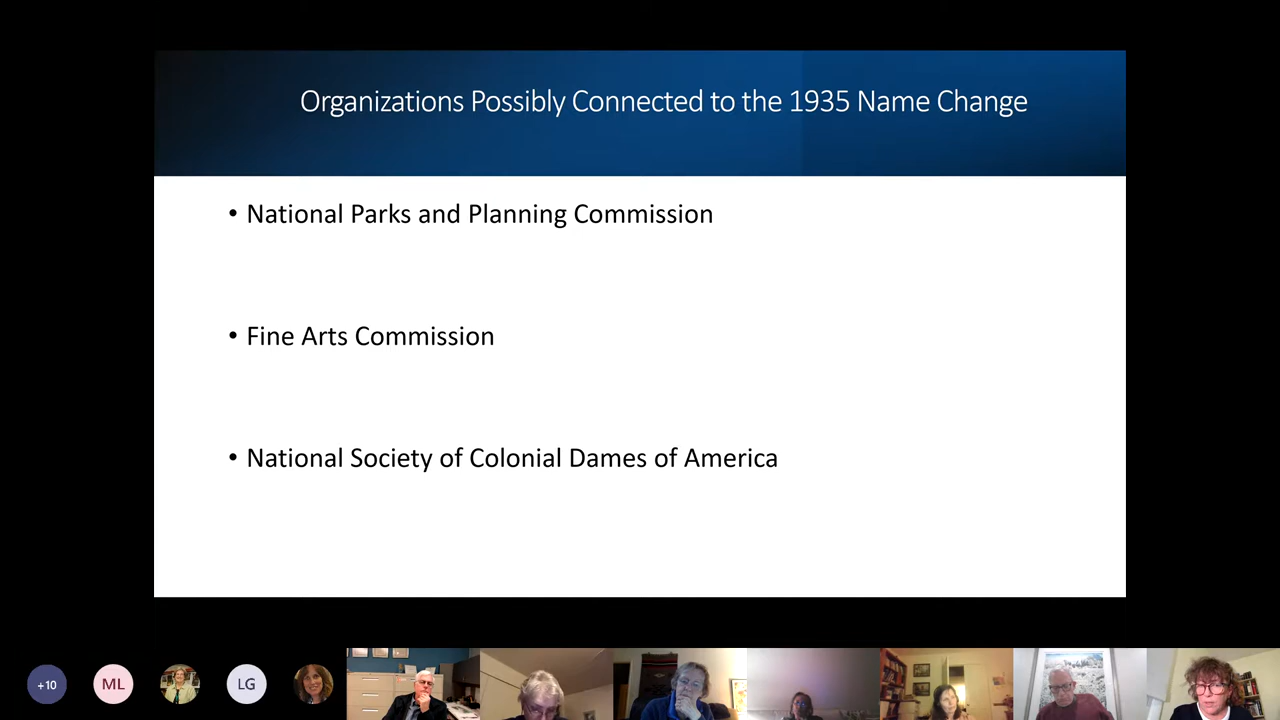 Organizations Possibly Connected to the 1935 Name Change
• National Parks and Planning Commission
• Fine Arts Commission
• National Society of Colonial Dames of America
+10
ML
LG